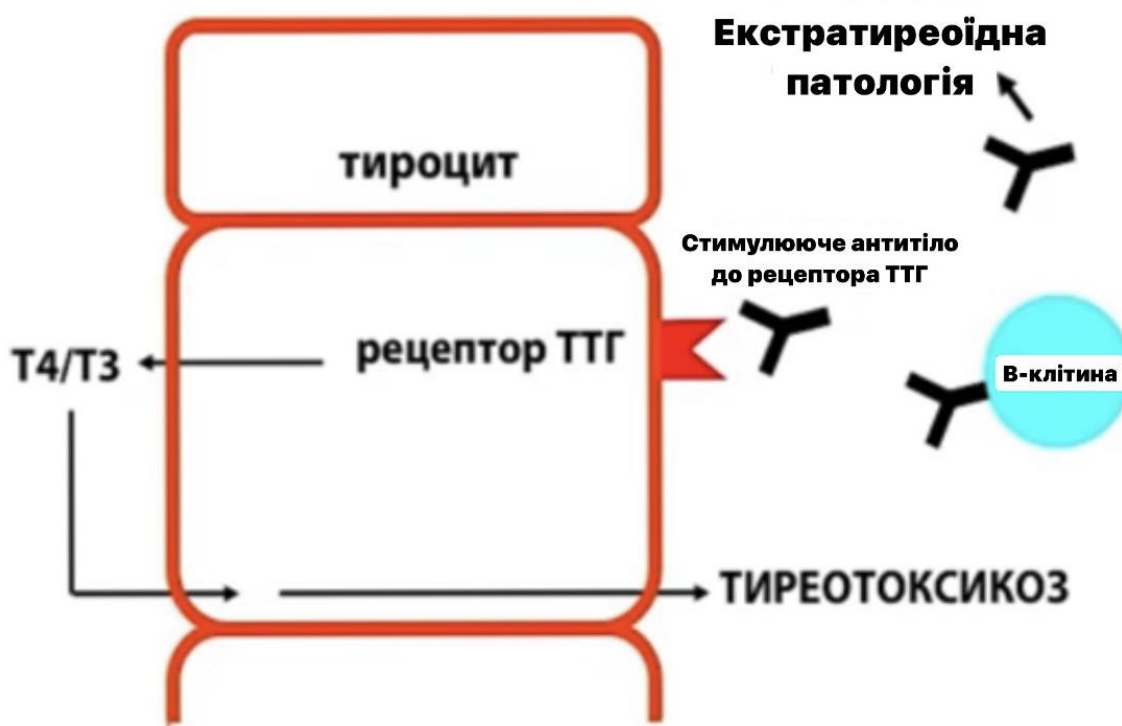 Екстратиреоїдна
патологія
тироцит
Стимулююче антитіло
до рецептора ТТГ
рецептор ТТГ
Т4/Т3
В-клітина
ТИРЕОТОКСИКОЗ